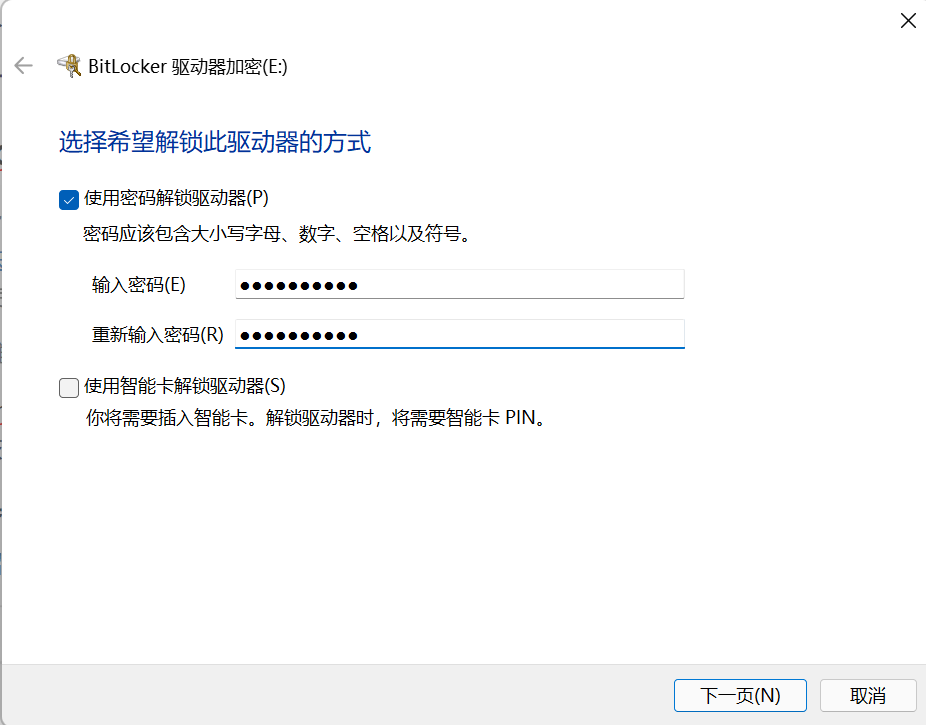 BitLocker 驱动器加密(E:)
选择希望解锁此驱动器的方式
使用密码解锁驱动器(P)
密码应该包含大小写字母、数字、空格以及符号。
输入密码(E) ●●●●●●●●●●
重新输入密码(R) ●●●●●●●●●●
使用智能卡解锁驱动器(S)
你将需要插入智能卡。解锁驱动器时，将需要智能卡 PIN。
下一页(N) 取消